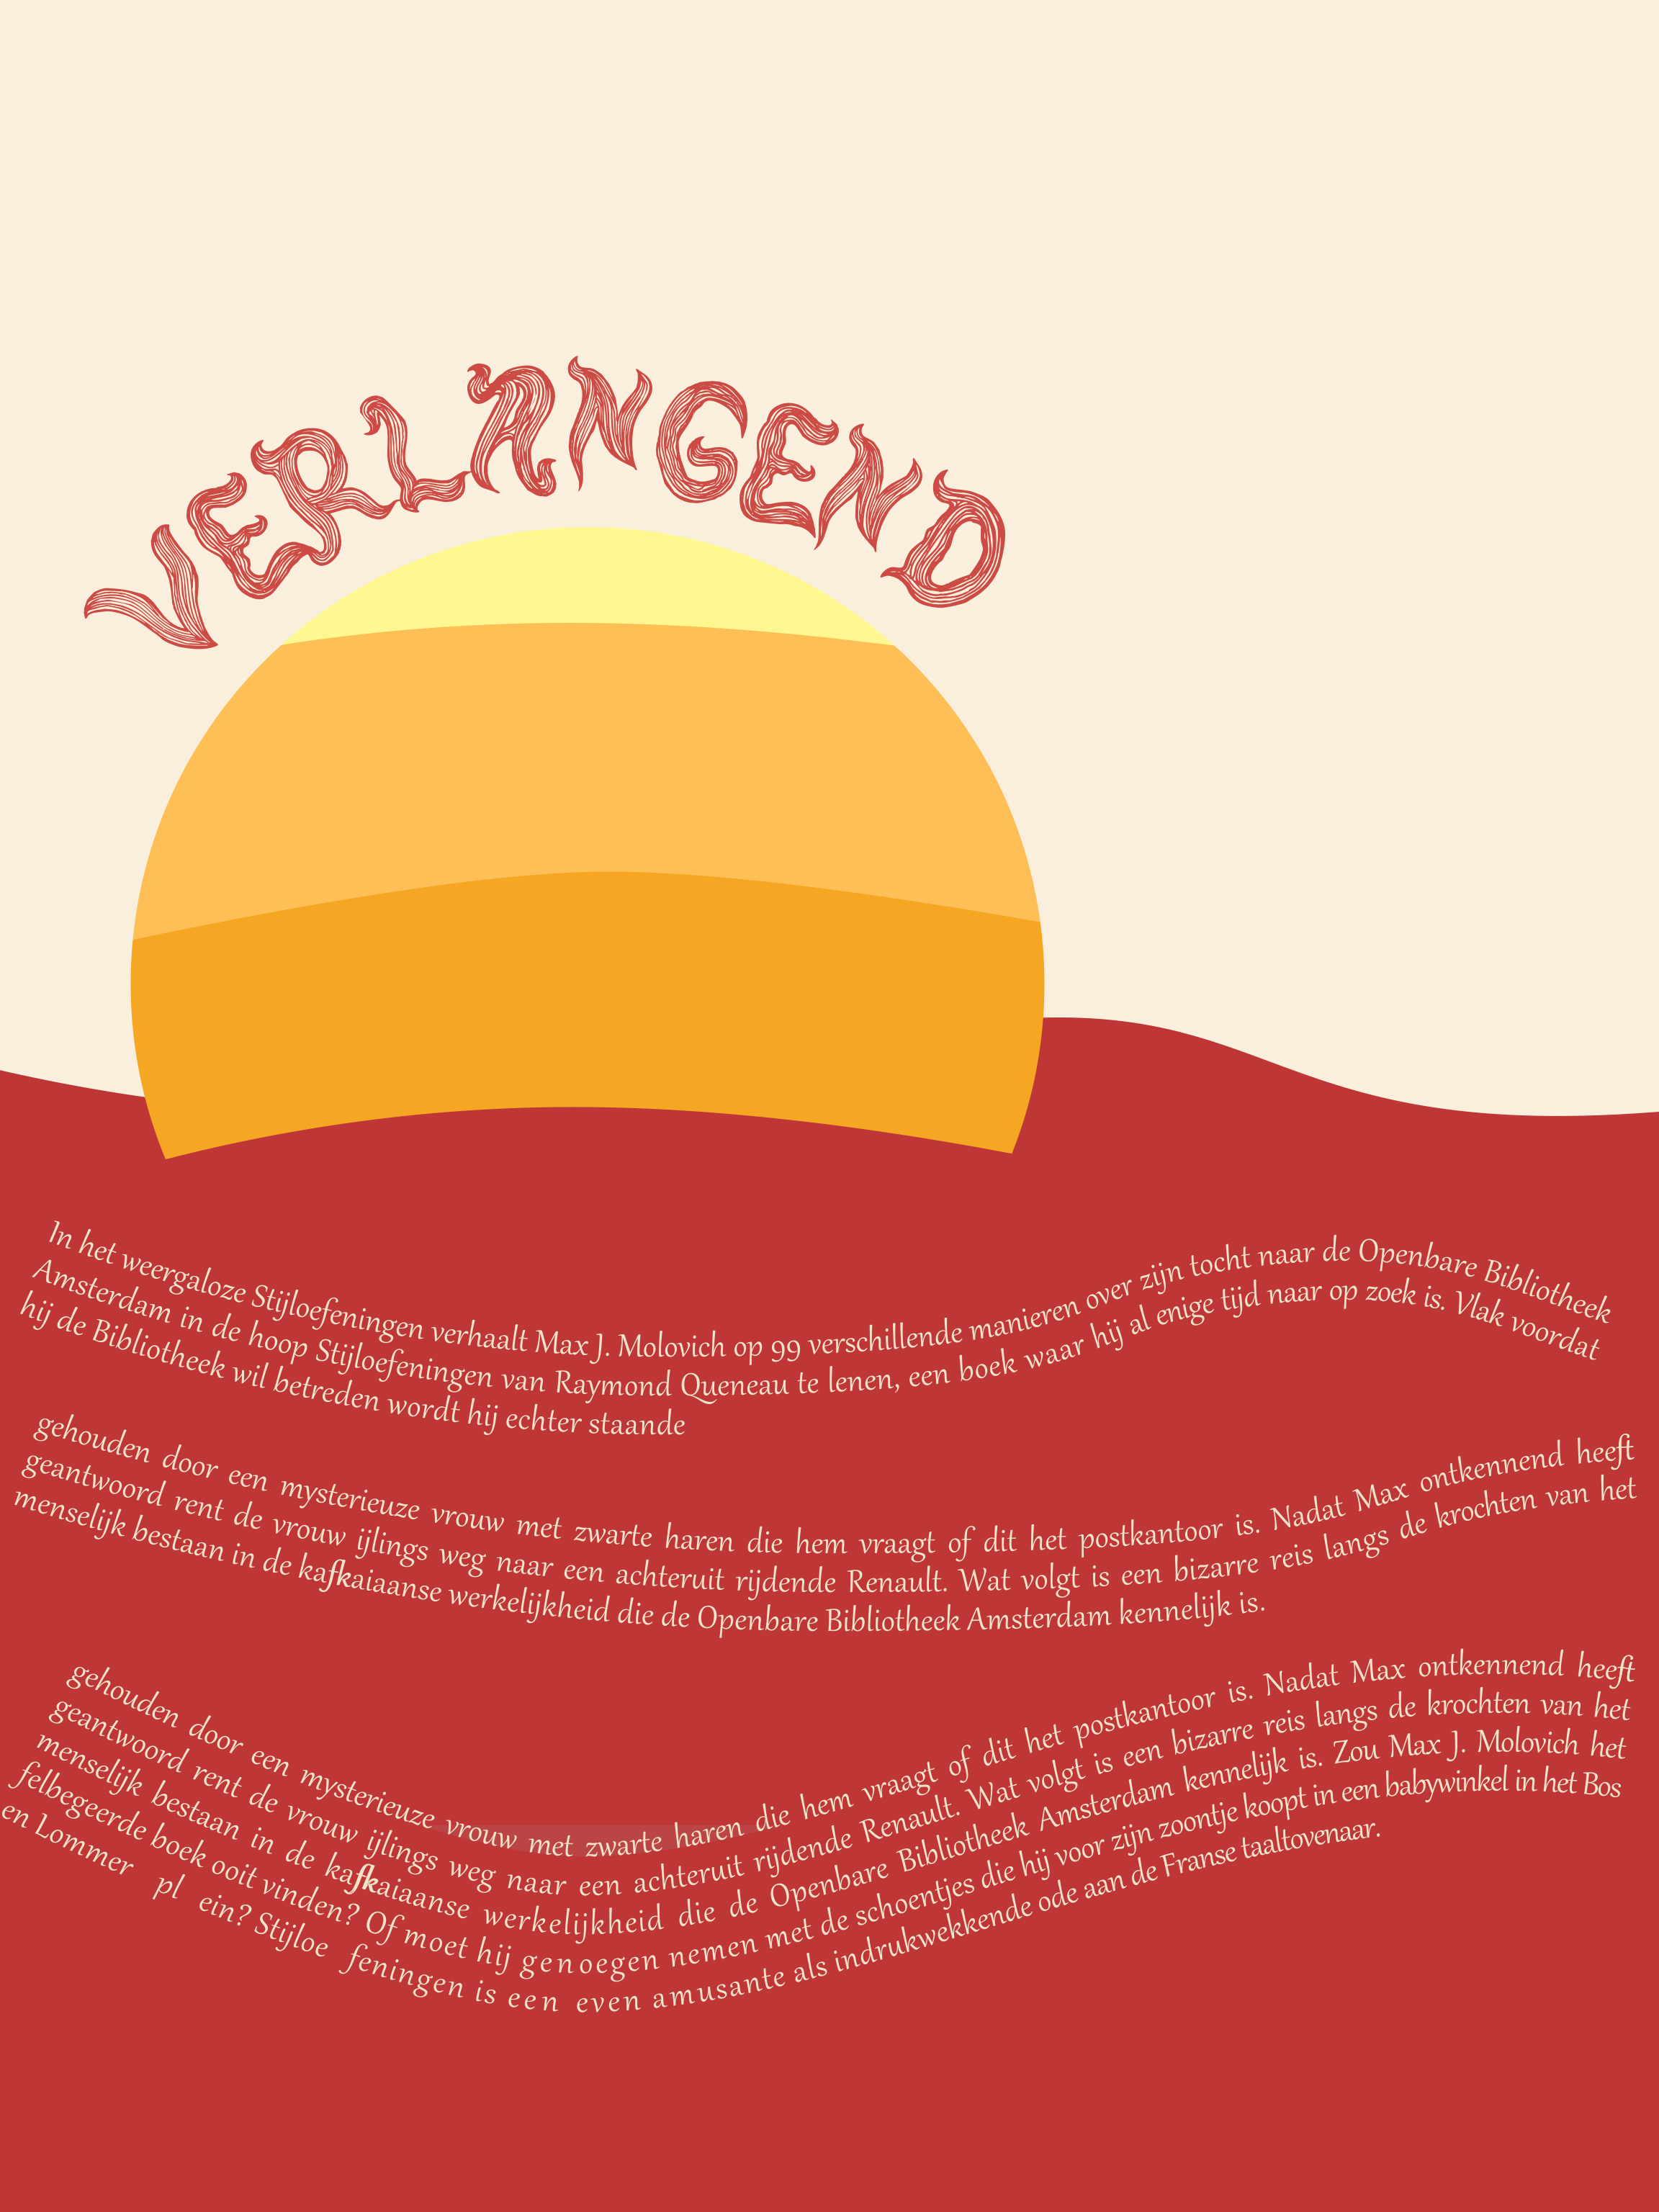 VERLANGEND
In het weergaloze Stijloefeningen verhaalt Max J. Molovich op 99 verschillende manieren over zijn tocht naar de Openbare Bibliotheek
Amsterdam in de hoop Stijloefeningen van Raymond Queneau te lenen, een boek waar hij al enige tijd naar op zoek is. Vlak voordat
hij de Bibliotheek wil betreden wordt hij echter staande
gehouden door een mysterieuze vrouw met zwarte haren die hem vraagt of dit het postkantoor is. Nadat Max ontkennend heeft
geantwoord rent de vrouw ijlings weg naar een achteruit rijdende Renault. Wat volgt is een bizarre reis langs de krochten van het
menselijk bestaan in de kafkaiaanse werkelijkheid die de Openbare Bibliotheek Amsterdam kennelijk is.
gehouden door een mysterieuze vrouw met zwarte haren die hem vraagt of dit het postkantoor is. Nadat Max ontkennend heeft
geantwoord rent de vrouw ijlings weg naar een achteruit rijdende Renault. Wat volgt is een bizarre reis langs de krochten van het
menselijk bestaan in de kafkaiaanse werkelijkheid die de Openbare Bibliotheek Amsterdam kennelijk is. Zou Max J. Molovich het
felbegeerde boek ooit vinden? Of moet hij genoegen nemen met de schoentjes die hij voor zijn zoontje koopt in een babywinkel in het Bos
en Lommer pl ein? Stijloe feningen is een even amusante als indrukwekkende ode aan de Franse taaltovenaar.